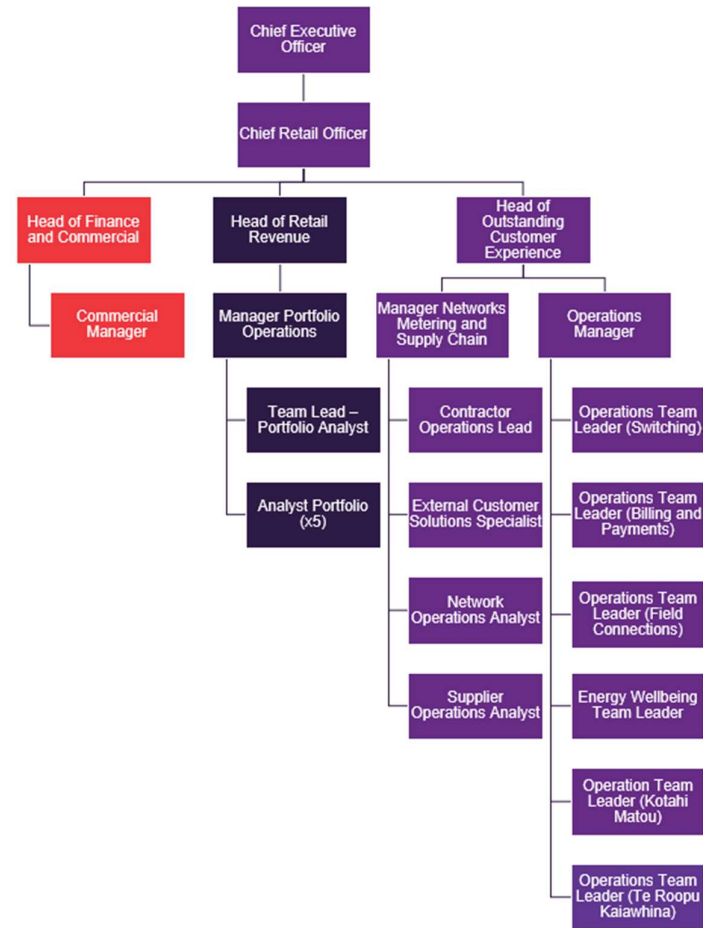 Chief Executive
Officer
Chief Retail Officer
Head of Finance
and Commercial
Head of Retail
Revenue
Head of
Outstanding
Customer
Experience
Commercial
Manager
Manager Portfolio
Operations
Manager Networks
Metering and
Supply Chain
Operations
Manager
Team Lead –
Portfolio Analyst
Contractor
Operations Lead
Operations Team
Leader (Switching)
Analyst Portfolio
(x5)
External Customer
Solutions Specialist
Operations Team
Leader (Billing and
Payments)
Network
Operations Analyst
Operations Team
Leader (Field
Connections)
Supplier
Operations Analyst
Energy Wellbeing
Team Leader
Operation Team
Leader (Kotahi
Matou)
Operations Team
Leader (Te Roopu
Kaiawhina)